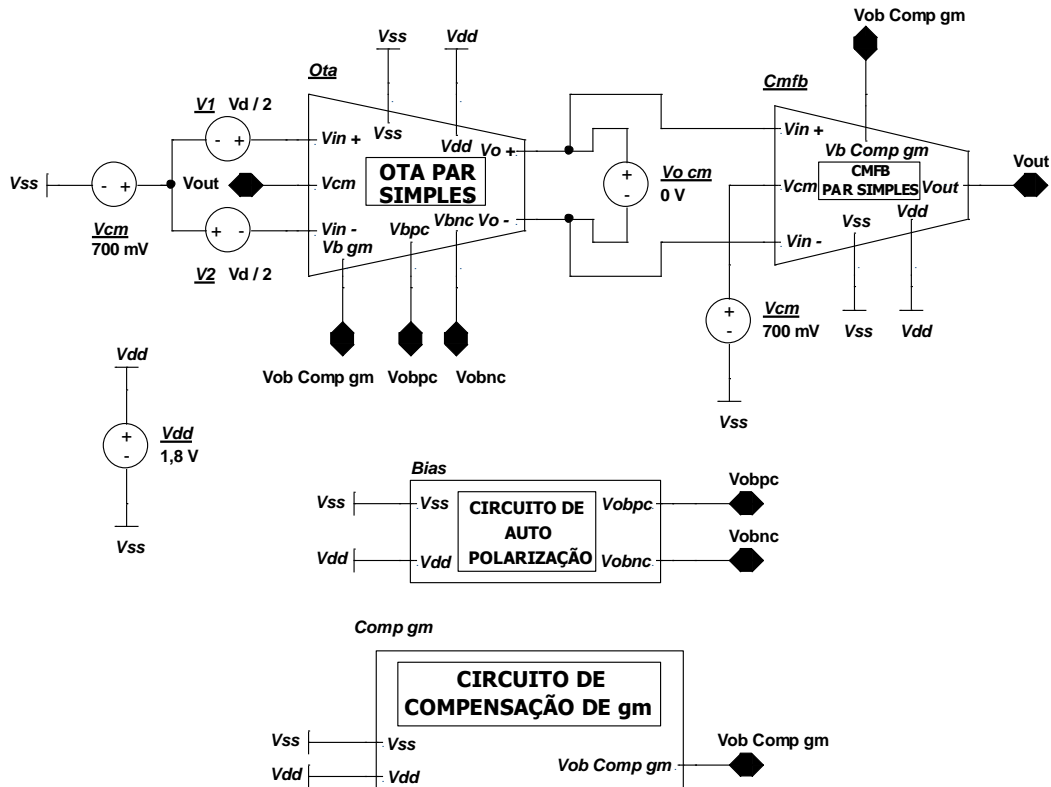 Vob Comp gm
Vss
Vdd
Ota
Cmfb
V1 Vd / 2
Vin +
Vss
Vdd
Vo +
Vin +
Vb Comp gm
OTA PAR
SIMPLES
CMFB
PAR SIMPLES
Vss
Vout
Vcm
Vo cm
0 V
Vcm
Vout
Vout
Vcm
700 mV
Vin -
Vb gm
Vbpc
Vbnc
Vo -
Vin -
Vss
Vdd
V2 Vd / 2
Vcm
700 mV
Vss
Vdd
Vob Comp gm
Vobpc
Vobnc
Vss
Vdd
Vdd
1,8 V
Vss
Bias
Vss
Vss
CIRCUITO DE
AUTO
POLARIZAÇÃO
Vobpc
Vobpc
Vdd
Vdd
Vobnc
Vobnc
Comp gm
CIRCUITO DE
COMPENSAÇÃO DE gm
Vss
Vss
Vdd
Vdd
Vob Comp gm
Vob Comp gm